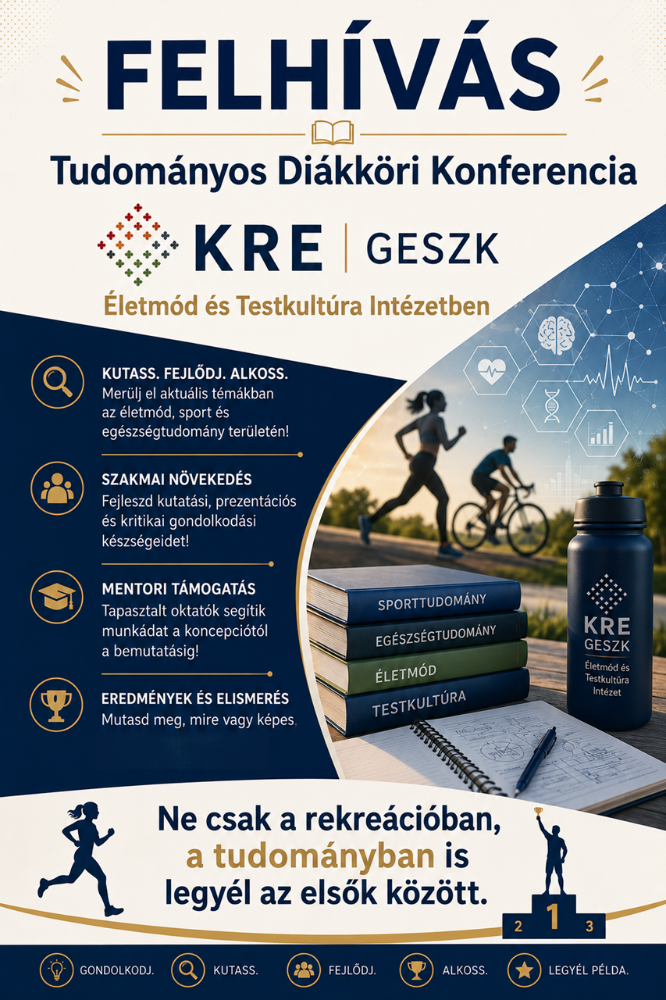 FELHÍVÁS
Tudományos Diákköri Konferencia
KRE | GESZK
Életmód és Testkultúra Intézetben
KUTASS. FEJLŐDJ. ALKOSS.
Merülj el aktuális témákban
az életmód, sport és
egészségtudomány területén!
SZAKMAI NÖVEKEDÉS
Fejleszd kutatási, prezentációs
és kritikai gondolkodási
készségeidet!
MENTORI TÁMOGATÁS
Tapasztalt oktatók segítik
munkádat a koncepciótól
a bemutatásig!
EREDMÉNYEK ÉS ELISMERÉS
Mutasd meg, mire vagy képes.
SPORTTUDOMÁNY
EGÉSZSÉGTUDOMÁNY
ÉLETMÓD
TESTKULTÚRA
KRE
GESZK
Életmód és
Testkultúra
Intézet
Ne csak a rekreációban,
a tudományban is
legyél az elsők között.
2 1 3
GONDOLKODJ. KUTASS. FEJLŐDJ. ALKOSS. LEGYÉL PÉLDA.